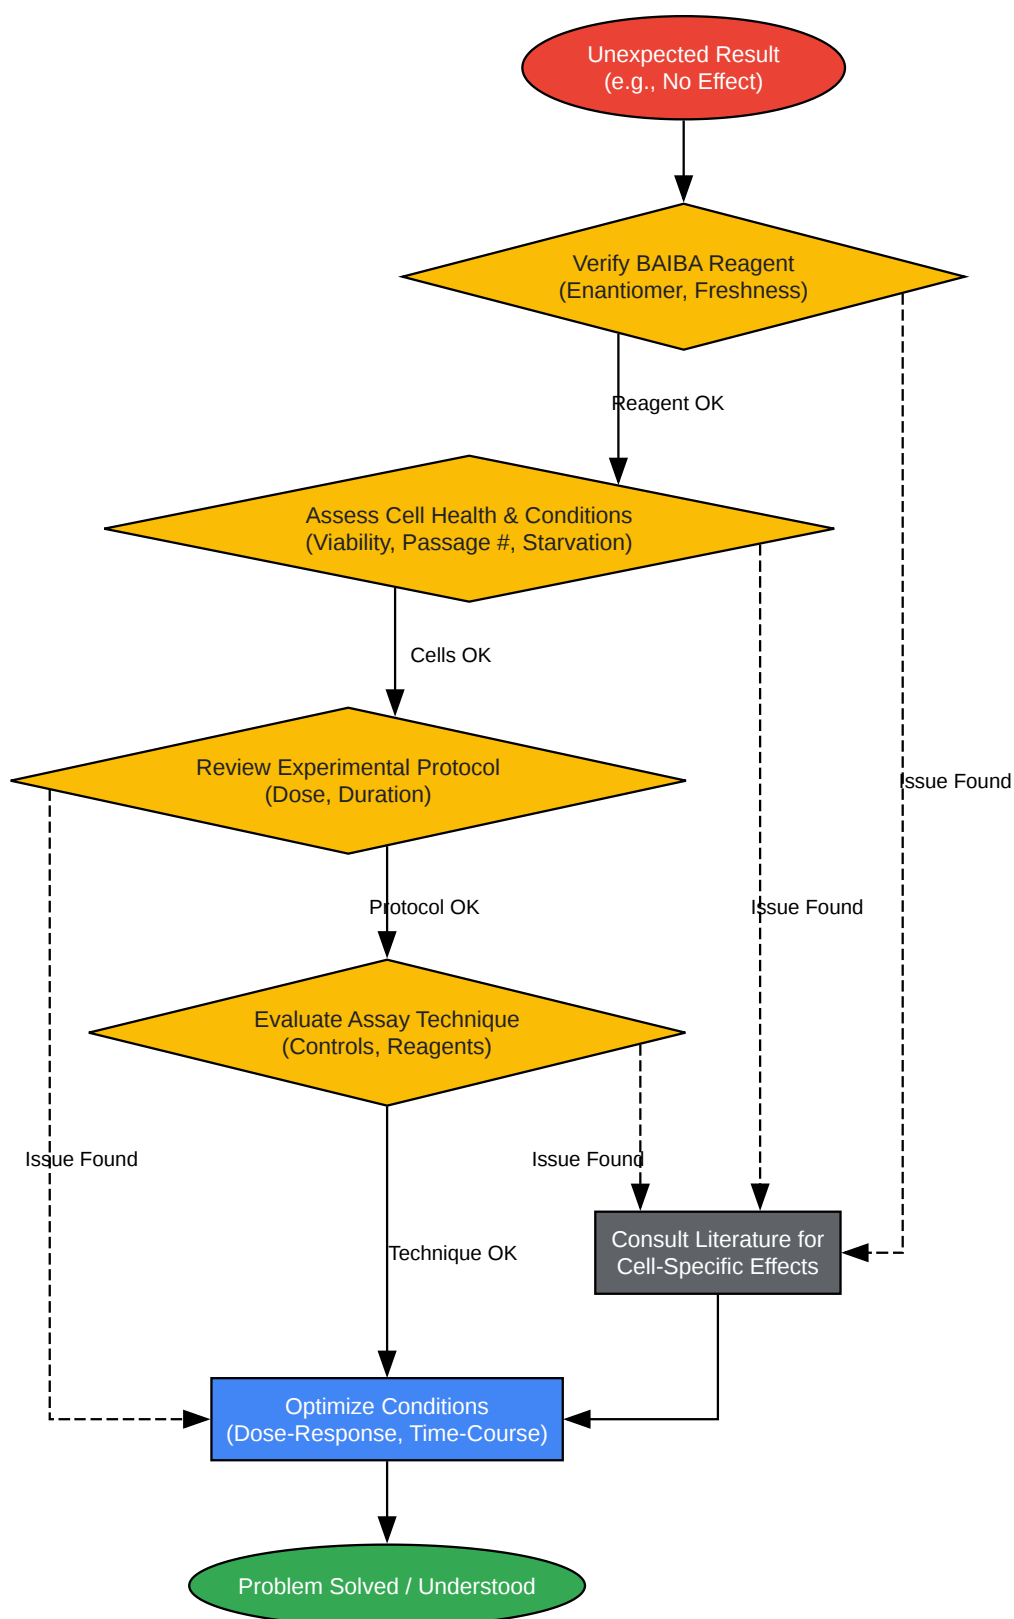 Unexpected Result
(e.g., No Effect)
Verify BAIBA Reagent
(Enantiomer, Freshness)
Reagent OK
Assess Cell Health & Conditions
(Viability, Passage #, Starvation)
Cells OK
Review Experimental Protocol
(Dose, Duration)
Issue Found
Protocol OK
Issue Found
Evaluate Assay Technique
(Controls, Reagents)
Issue Found
Issue Found
Technique OK
Consult Literature for
Cell-Specific Effects
Optimize Conditions
(Dose-Response, Time-Course)
Problem Solved / Understood